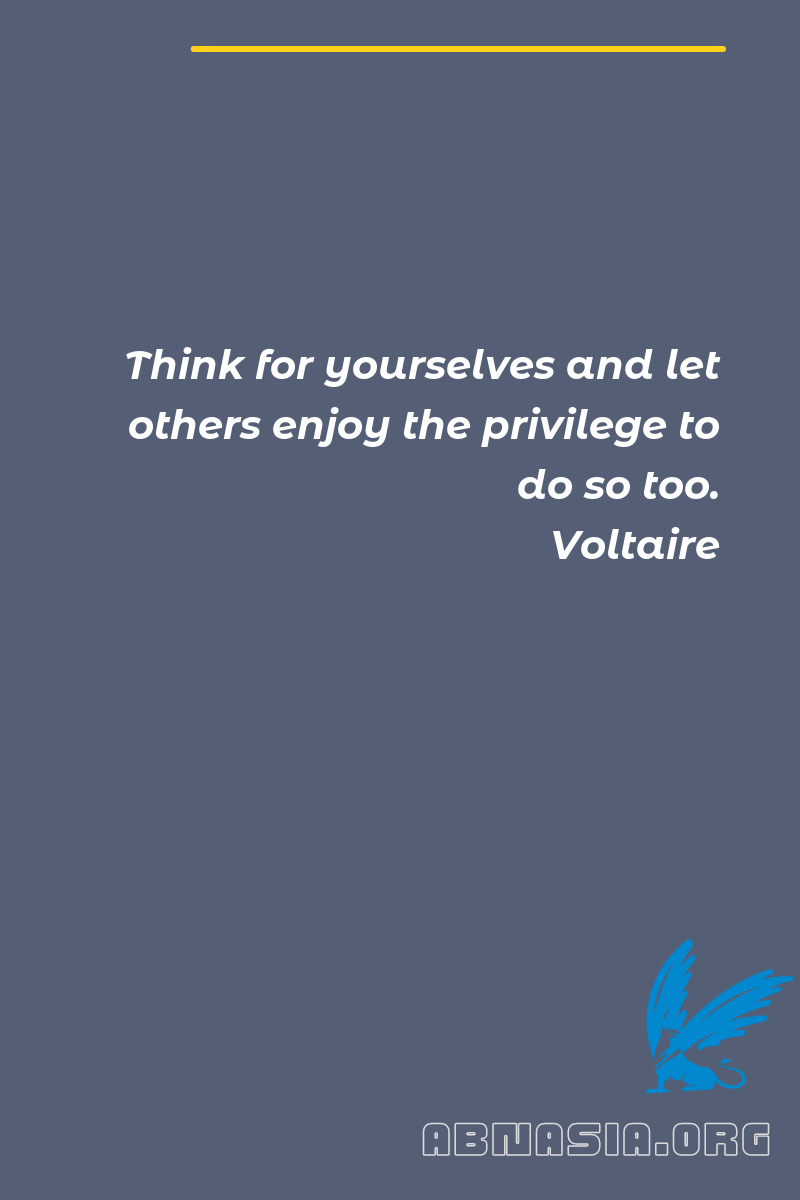 Think for yourselves and let
others enjoy the privilege to
do so too.
Voltaire
ABNASIA.ORG